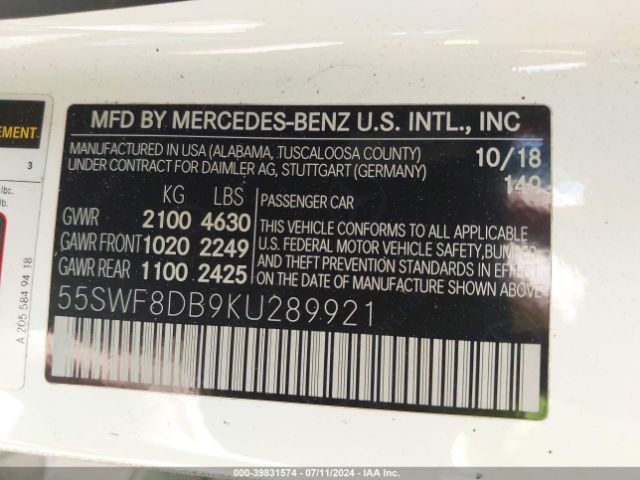 EMENT
3
lbs.
lb.
A 205 584 94 18
MFD BY MERCEDES-BENZ U.S. INTL., INC
MANUFACTURED IN USA (ALABAMA, TUSCALOOSA COUNTY) 10/18
UNDER CONTRACT FOR DAIMLER AG, STUTTGART (GERMANY) 149
KG LBS
GVWR 2100 4630
GAWR FRONT 1020 2249
GAWR REAR 1100 2425
PASSENGER CAR
THIS VEHICLE CONFORMS TO ALL APPLICABLE
U.S. FEDERAL MOTOR VEHICLE SAFETY, BUMPER
AND THEFT PREVENTION STANDARDS IN EFFECT
ON THE DATE OF MANUFACTURE SHOWN ABOVE.
55SWF8DB9KU289921
000-39831574 | 07/11/2024 | IAA Inc.